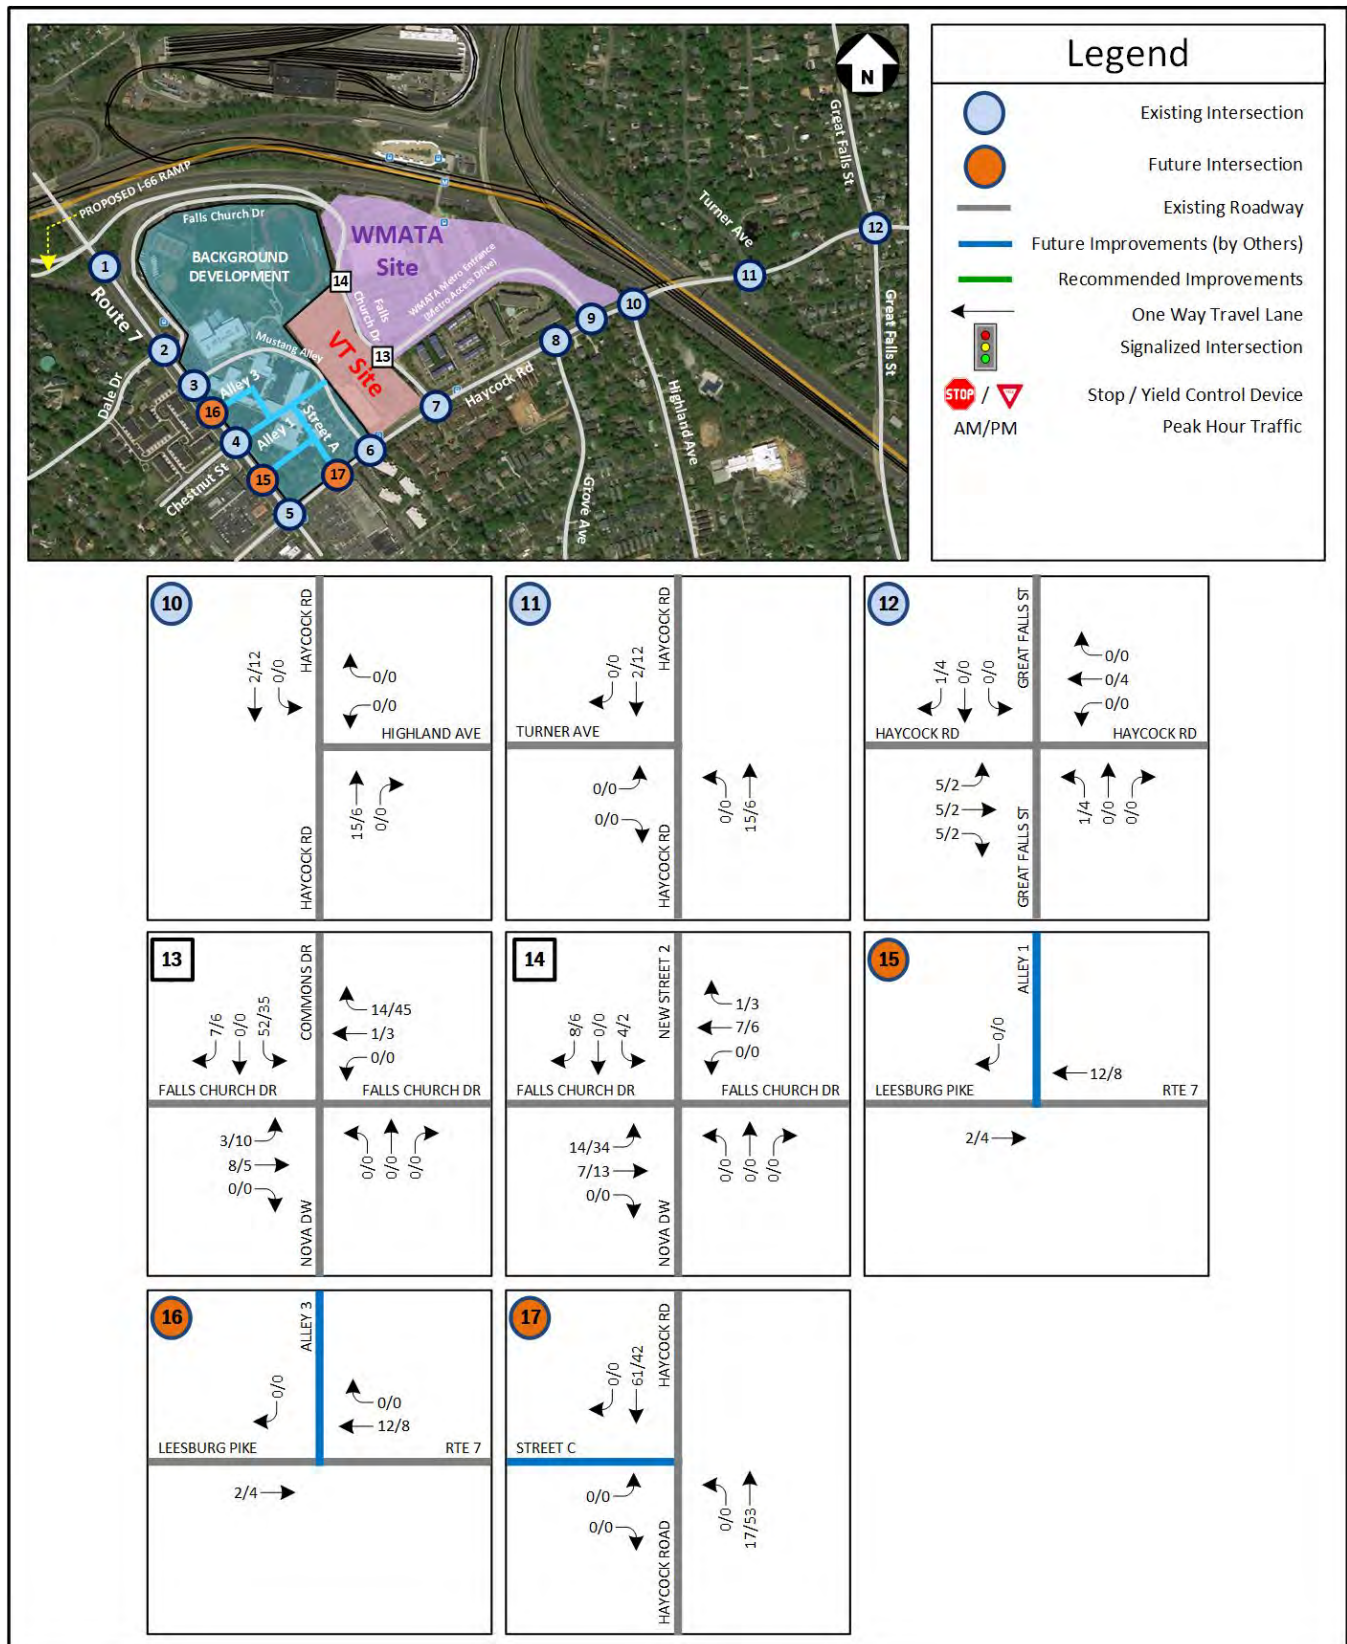 Legend
Existing Intersection
Future Intersection
Existing Roadway
Future Improvements (by Others)
Recommended Improvements
One Way Travel Lane
Signalized Intersection
STOP / YIELD Stop / Yield Control Device
AM/PM Peak Hour Traffic
N
PROPOSED I-66 RAMP
Falls Church Dr
BACKGROUND
DEVELOPMENT
WMATA
Site
WMATA Metro Entrance
(Metro Access Drive)
Falls
Church Dr
VT Site
Mustang Alley
Alley 3
Alley 1
Street A
Route 7
Dale Dr
Chestnut St
Haycock Rd
Grove Ave
Highland Ave
Turner Ave
Great Falls St
Great Falls St
1
2
3
16
4
15
5
17
6
7
13
14
8
9
10
11
12
10
HAYCOCK RD
2/12
0/0
0/0
0/0
HIGHLAND AVE
15/6
0/0
HAYCOCK RD
11
HAYCOCK RD
0/0
2/12
TURNER AVE
0/0
0/0
0/0
15/6
HAYCOCK RD
12
GREAT FALLS ST
1/4
0/0
0/0
0/0
0/4
0/0
HAYCOCK RD
HAYCOCK RD
5/2
5/2
5/2
1/4
0/0
0/0
GREAT FALLS ST
13
COMMONS DR
7/6
0/0
52/35
14/45
1/3
0/0
FALLS CHURCH DR
FALLS CHURCH DR
3/10
8/5
0/0
0/0
0/0
0/0
NOVA DW
14
NEW STREET 2
8/6
0/0
4/2
1/3
7/6
0/0
FALLS CHURCH DR
FALLS CHURCH DR
14/34
7/13
0/0
0/0
0/0
0/0
NOVA DW
15
ALLEY 1
0/0
12/8
LEESBURG PIKE
RTE 7
2/4
16
ALLEY 3
0/0
0/0
12/8
LEESBURG PIKE
RTE 7
2/4
17
HAYCOCK RD
0/0
61/42
STREET C
0/0
0/0
0/0
17/53
HAYCOCK ROAD